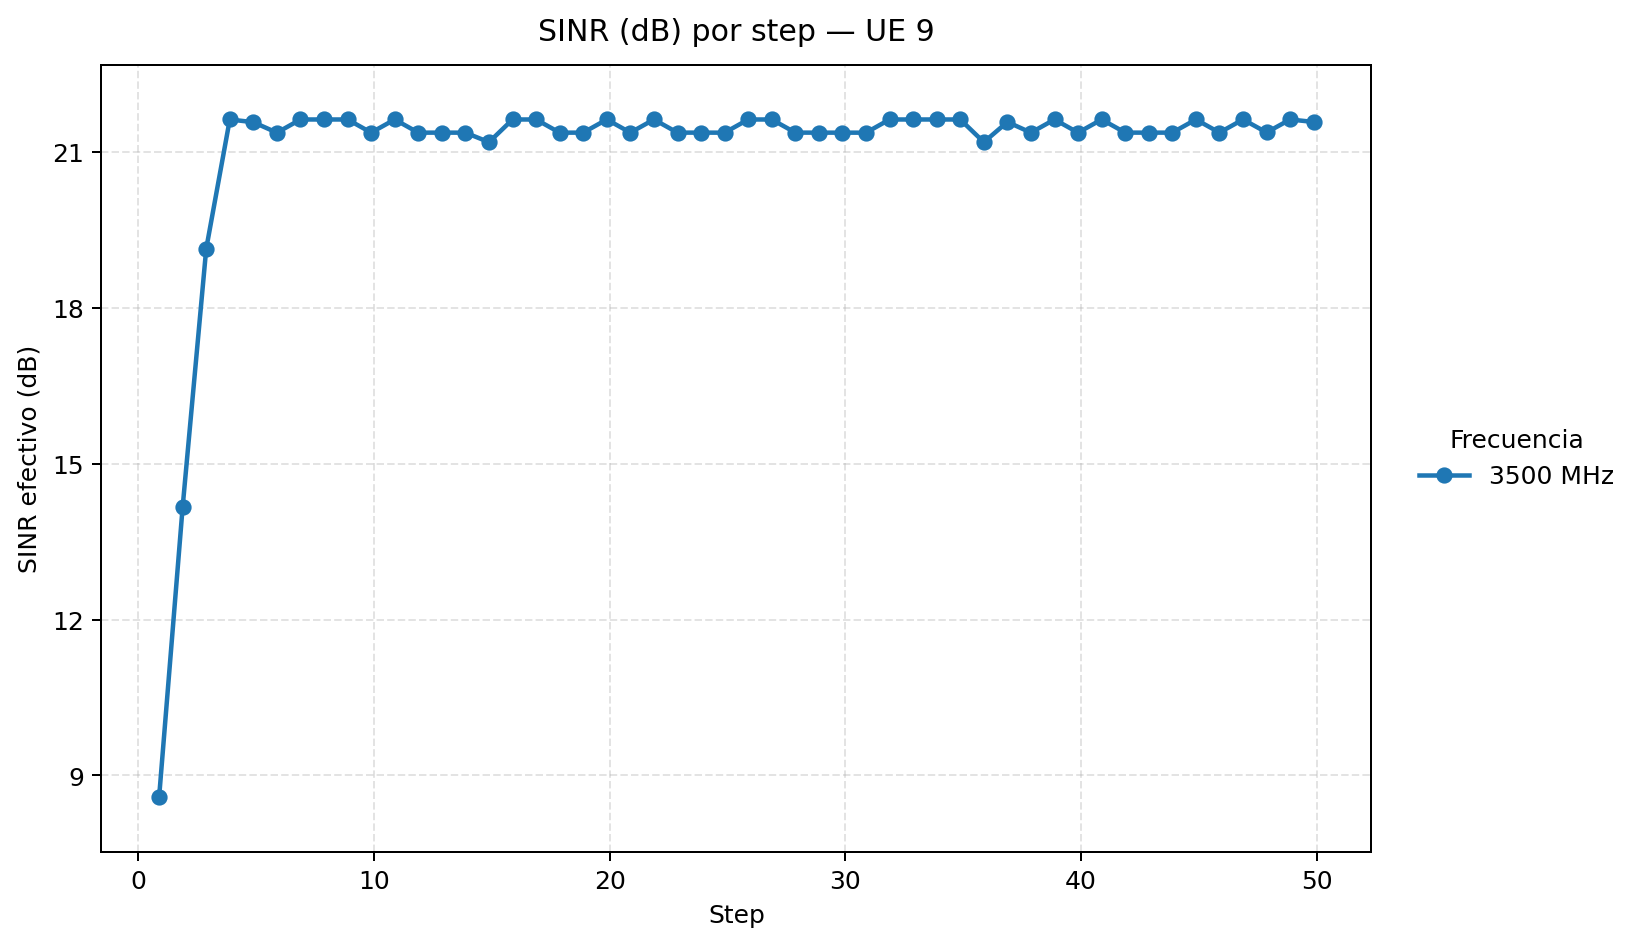 SINR (dB) por step — UE 9
SINR efectivo (dB)
21
18
15
12
9
0 10 20 30 40 50
Step
Frecuencia
3500 MHz